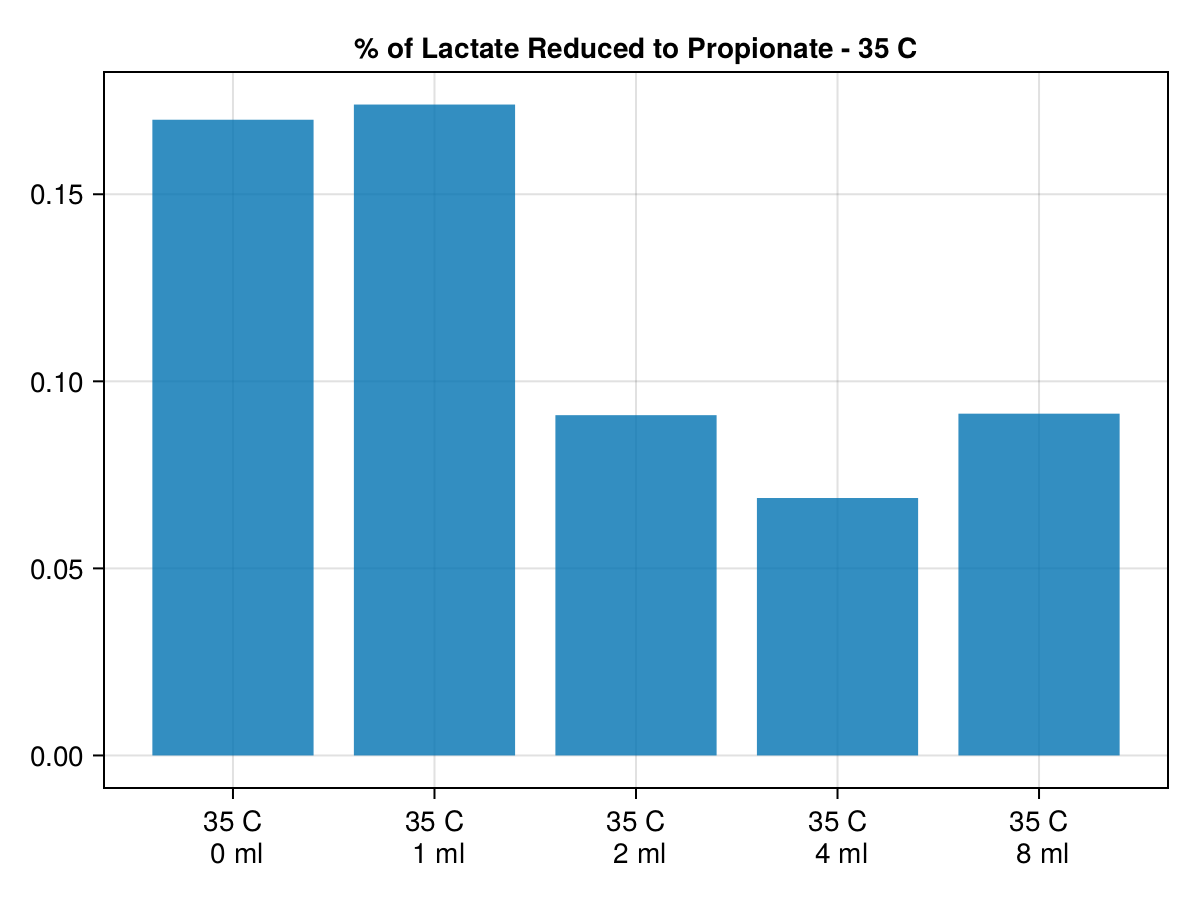 % of Lactate Reduced to Propionate - 35 C
0.15
0.10
0.05
0.00
35 C 35 C 35 C 35 C 35 C
0 ml 1 ml 2 ml 4 ml 8 ml